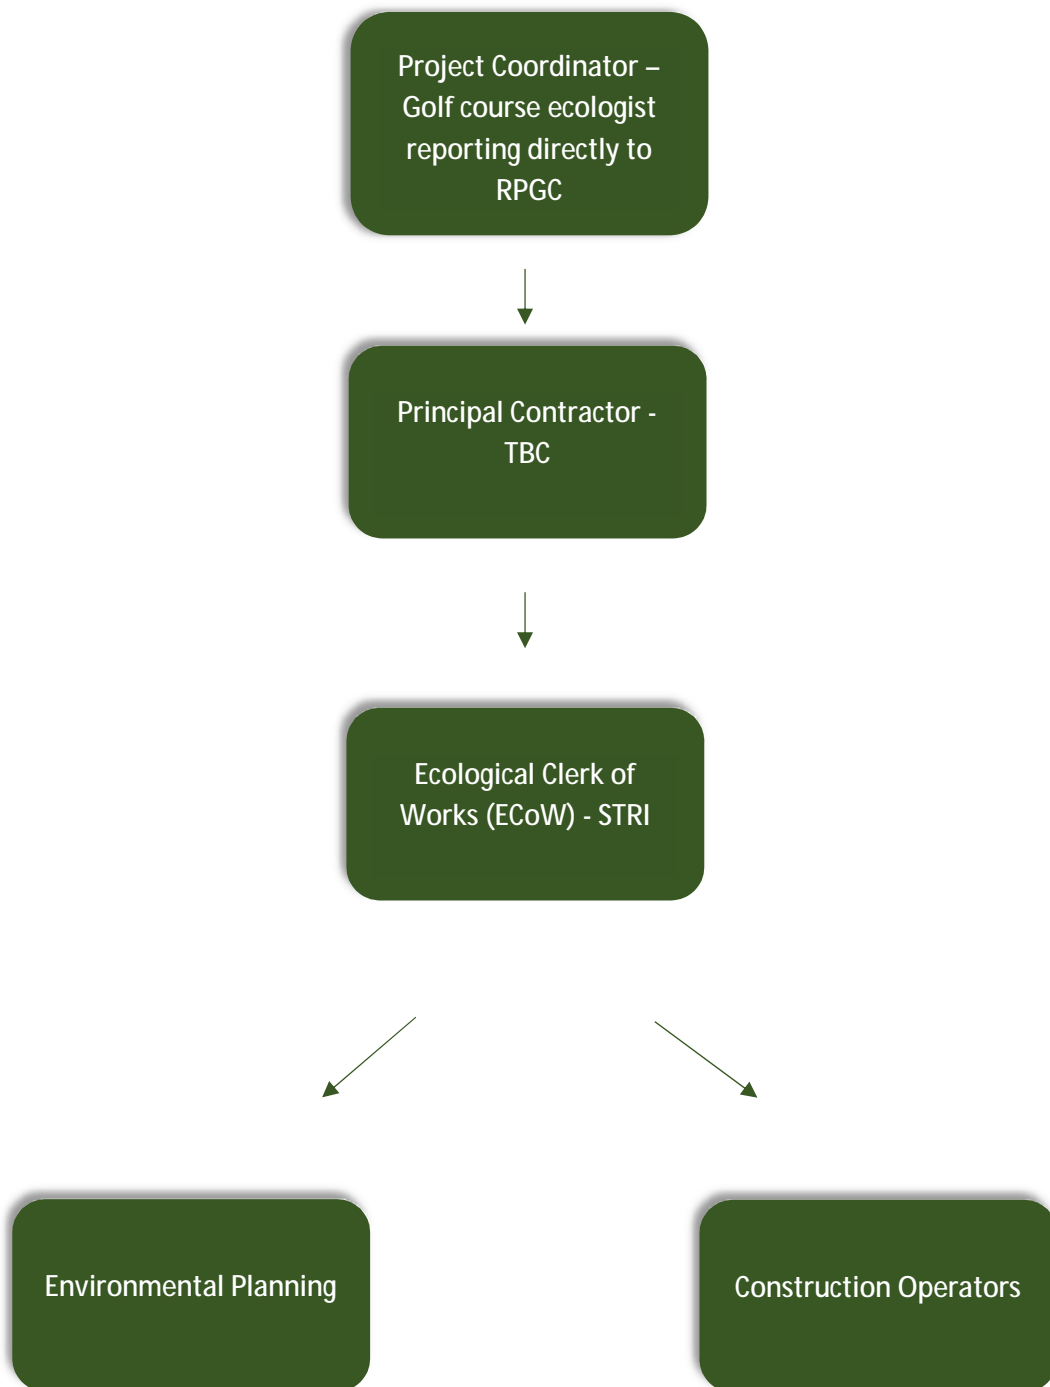 Project Coordinator –
Golf course ecologist
reporting directly to
RPGC
Principal Contractor -
TBC
Ecological Clerk of
Works (ECoW) - STRI
Environmental Planning
Construction Operators